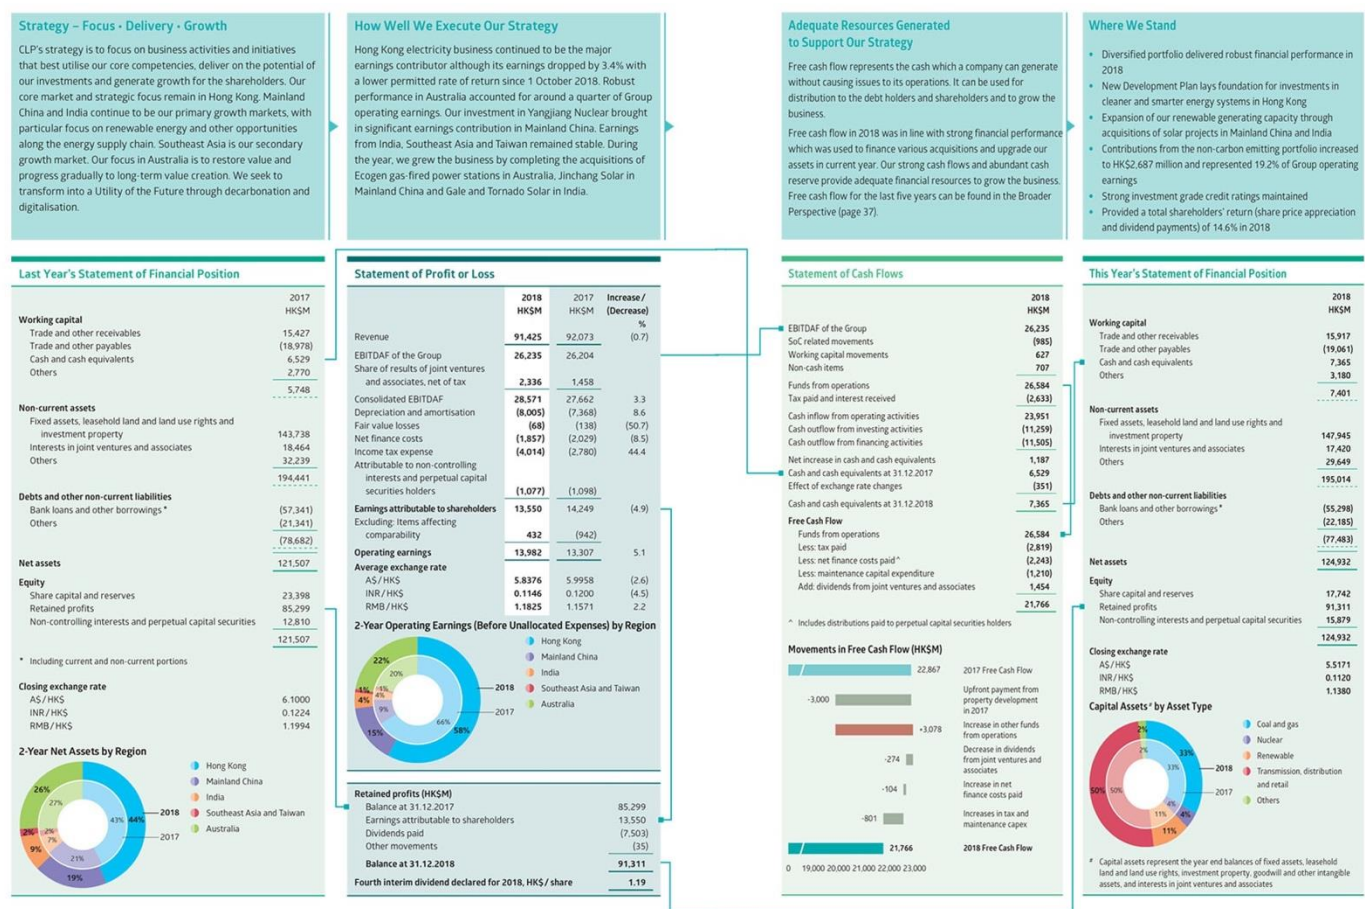 Strategy – Focus · Delivery · Growth
CLP's strategy is to focus on business activities and initiatives
that best utilise our core competencies, deliver on the potential of
our investments and generate growth for the shareholders. Our
core market and strategic focus remain in Hong Kong. Mainland
China and India continue to be our primary growth markets, with
particular focus on renewable energy and other opportunities
along the energy supply chain. Southeast Asia is our secondary
growth market. Our focus in Australia is to restore value and
progress gradually to long-term value creation. We seek to
transform into a Utility of the Future through decarbonation and
digitalisation.
How Well We Execute Our Strategy
Hong Kong electricity business continued to be the major
earnings contributor although its earnings dropped by 3.4% with
a lower permitted rate of return since 1 October 2018. Robust
performance in Australia accounted for around a quarter of Group
operating earnings. Our investment in Yangjiang Nuclear brought
in significant earnings contribution in Mainland China. Earnings
from India, Southeast Asia and Taiwan remained stable. During
the year, we grew the business by completing the acquisitions of
Ecogen gas-fired power stations in Australia, Jinchang Solar in
Mainland China and Gale and Tornado Solar in India.
Adequate Resources Generated
to Support Our Strategy
Free cash flow represents the cash which a company can generate
without causing issues to its operations. It can be used for
distribution to the debt holders and shareholders and to grow the
business.
Free cash flow in 2018 was in line with strong financial performance
which was used to finance various acquisitions and upgrade our
assets in current year. Our strong cash flows and abundant cash
reserve provide adequate financial resources to grow the business.
Free cash flow for the last five years can be found in the Broader
Perspective (page 37).
Where We Stand
• Diversified portfolio delivered robust financial performance in
2018
• New Development Plan lays foundation for investments in
cleaner and smarter energy systems in Hong Kong
• Expansion of our renewable generating capacity through
acquisitions of solar projects in Mainland China and India
• Contributions from the non-carbon emitting portfolio increased
to HK$2,687 million and represented 19.2% of Group operating
earnings
• Strong investment grade credit ratings maintained
• Provided a total shareholders' return (share price appreciation
and dividend payments) of 14.6% in 2018
Last Year's Statement of Financial Position
2017
HK$M
Working capital
Trade and other receivables 15,427
Trade and other payables (18,978)
Cash and cash equivalents 6,529
Others 2,770
5,748
Non-current assets
Fixed assets, leasehold land and land use rights and
investment property 143,738
Interests in joint ventures and associates 18,464
Others 32,239
194,441
Debts and other non-current liabilities
Bank loans and other borrowings * (57,341)
Others (21,341)
(78,682)
Net assets 121,507
Equity
Share capital and reserves 23,398
Retained profits 85,299
Non-controlling interests and perpetual capital securities 12,810
121,507
* Including current and non-current portions
Closing exchange rate
A$ / HK$ 6.1000
INR / HK$ 0.1224
RMB / HK$ 1.1994
2-Year Net Assets by Region
26%
27%
2%
2%
9%
7%
21%
19%
43%
44%
2018
2017
Hong Kong
Mainland China
India
Southeast Asia and Taiwan
Australia
Statement of Profit or Loss
2018 2017 Increase /
HK$M HK$M (Decrease)
%
Revenue 91,425 92,073 (0.7)
EBITDAF of the Group 26,235 26,204
Share of results of joint ventures
and associates, net of tax 2,336 1,458
Consolidated EBITDAF 28,571 27,662 3.3
Depreciation and amortisation (8,005) (7,368) 8.6
Fair value losses (68) (138) (50.7)
Net finance costs (1,857) (2,029) (8.5)
Income tax expense (4,014) (2,780) 44.4
Attributable to non-controlling
interests and perpetual capital
securities holders (1,077) (1,098)
Earnings attributable to shareholders 13,550 14,249 (4.9)
Excluding: Items affecting
comparability 432 (942)
Operating earnings 13,982 13,307 5.1
Average exchange rate
A$ / HK$ 5.8376 5.9958 (2.6)
INR / HK$ 0.1146 0.1200 (4.5)
RMB / HK$ 1.1825 1.1571 2.2
2-Year Operating Earnings (Before Unallocated Expenses) by Region
22%
20%
1%
1%
4%
4%
9%
15%
66%
58%
2018
2017
Hong Kong
Mainland China
India
Southeast Asia and Taiwan
Australia
Retained profits (HK$M)
Balance at 31.12.2017 85,299
Earnings attributable to shareholders 13,550
Dividends paid (7,503)
Other movements (35)
Balance at 31.12.2018 91,311
Fourth interim dividend declared for 2018, HK$ / share 1.19
Statement of Cash Flows
2018
HK$M
EBITDAF of the Group 26,235
SoC related movements (985)
Working capital movements 627
Non-cash items 707
Funds from operations 26,584
Tax paid and interest received (2,633)
Cash inflow from operating activities 23,951
Cash outflow from investing activities (11,259)
Cash outflow from financing activities (11,505)
Net increase in cash and cash equivalents 1,187
Cash and cash equivalents at 31.12.2017 6,529
Effect of exchange rate changes (351)
Cash and cash equivalents at 31.12.2018 7,365
Free Cash Flow
Funds from operations 26,584
Less: tax paid (2,819)
Less: net finance costs paid ^ (2,243)
Less: maintenance capital expenditure (1,210)
Add: dividends from joint ventures and associates 1,454
21,766
^ Includes distributions paid to perpetual capital securities holders
Movements in Free Cash Flow (HK$M)
22,867 2017 Free Cash Flow
-3,000 Upfront payment from
property development
in 2017
+3,078 Increase in other funds
from operations
-274 Decrease in dividends
from joint ventures and
associates
-104 Increase in net
finance costs paid
-801 Increases in tax and
maintenance capex
21,766 2018 Free Cash Flow
0 19,000 20,000 21,000 22,000 23,000
This Year's Statement of Financial Position
2018
HK$M
Working capital
Trade and other receivables 15,917
Trade and other payables (19,061)
Cash and cash equivalents 7,365
Others 3,180
7,401
Non-current assets
Fixed assets, leasehold land and land use rights and
investment property 147,945
Interests in joint ventures and associates 17,420
Others 29,649
195,014
Debts and other non-current liabilities
Bank loans and other borrowings * (55,298)
Others (22,185)
(77,483)
Net assets 124,932
Equity
Share capital and reserves 17,742
Retained profits 91,311
Non-controlling interests and perpetual capital securities 15,879
124,932
Closing exchange rate
A$ / HK$ 5.5171
INR / HK$ 0.1120
RMB / HK$ 1.1380
Capital Assets # by Asset Type
2%
2%
33%
33%
50%
50%
4%
4%
11%
11%
2018
2017
Coal and gas
Nuclear
Renewable
Transmission, distribution
and retail
Others
# Capital assets represent the year end balances of fixed assets, leasehold
land and land use rights, investment property, goodwill and other intangible
assets, and interests in joint ventures and associates